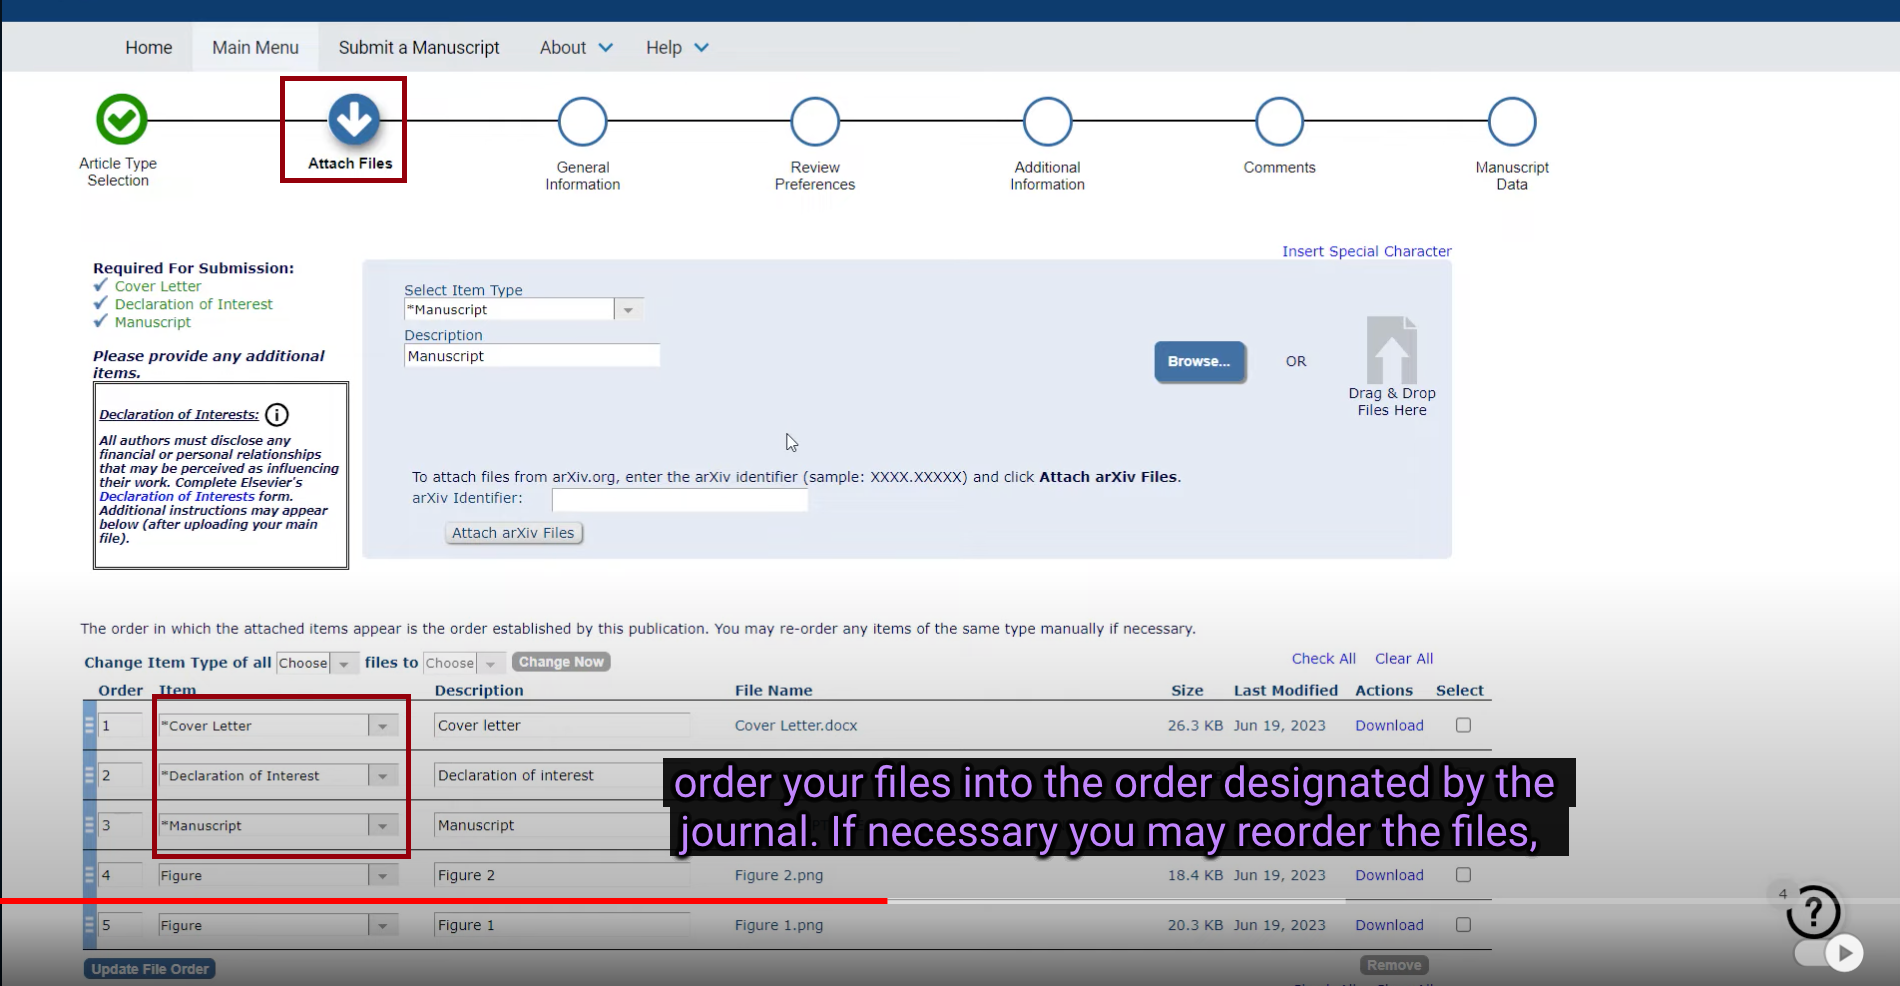 Home Main Menu Submit a Manuscript About Help
Article Type Selection
Attach Files
General Information
Review Preferences
Additional Information
Comments
Manuscript Data
Insert Special Character
Required For Submission:
Cover Letter
Declaration of Interest
Manuscript
Please provide any additional
items.
Declaration of Interests:
All authors must disclose any
financial or personal relationships
that may be perceived as influencing
their work. Complete Elsevier's
Declaration of Interests form.
Additional instructions may appear
below (after uploading your main
file).
Select Item Type
*Manuscript
Description
Manuscript
Browse... OR
Drag & Drop
Files Here
To attach files from arXiv.org, enter the arXiv identifier (sample: XXXX.XXXXX) and click Attach arXiv Files.
arXiv Identifier:
Attach arXiv Files
The order in which the attached items appear is the order established by this publication. You may re-order any items of the same type manually if necessary.
Change Item Type of all Choose files to Choose Change Now Check All Clear All
Order Item Description File Name Size Last Modified Actions Select
1 *Cover Letter Cover letter Cover Letter.docx 26.3 KB Jun 19, 2023 Download
2 *Declaration of Interest Declaration of interest
3 *Manuscript Manuscript
order your files into the order designated by the
journal. If necessary you may reorder the files,
4 Figure Figure 2 Figure 2.png 18.4 KB Jun 19, 2023 Download
5 Figure Figure 1 Figure 1.png 20.3 KB Jun 19, 2023 Download
4
?
Update File Order Remove